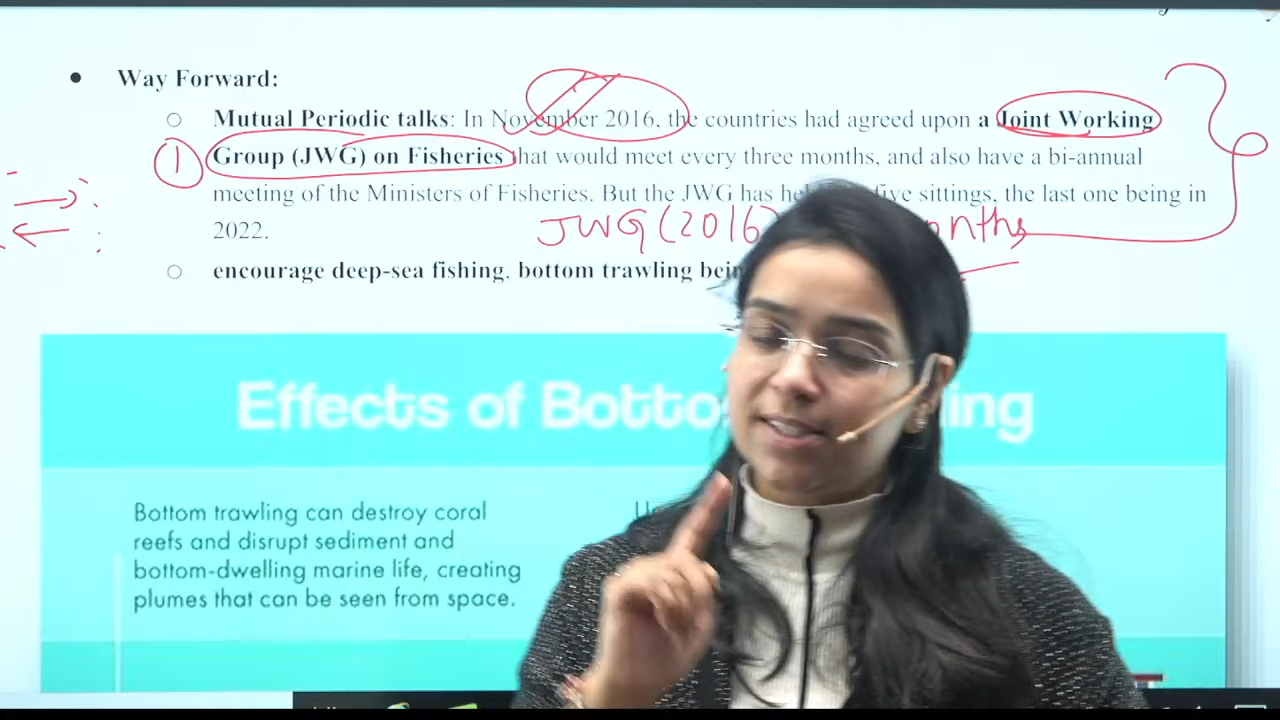 Way Forward:
Mutual Periodic talks: In November 2016, the countries had agreed upon a Joint Working
① Group (JWG) on Fisheries that would meet every three months, and also have a bi-annual
meeting of the Ministers of Fisheries. But the JWG has five sittings, the last one being in
JWG (2016
2022.
encourage deep-sea fishing, bottom trawling
Effects of
Bottom trawling can destroy coral
reefs and disrupt sediment and
bottom-dwelling marine life, creating
plumes that can be seen from space.